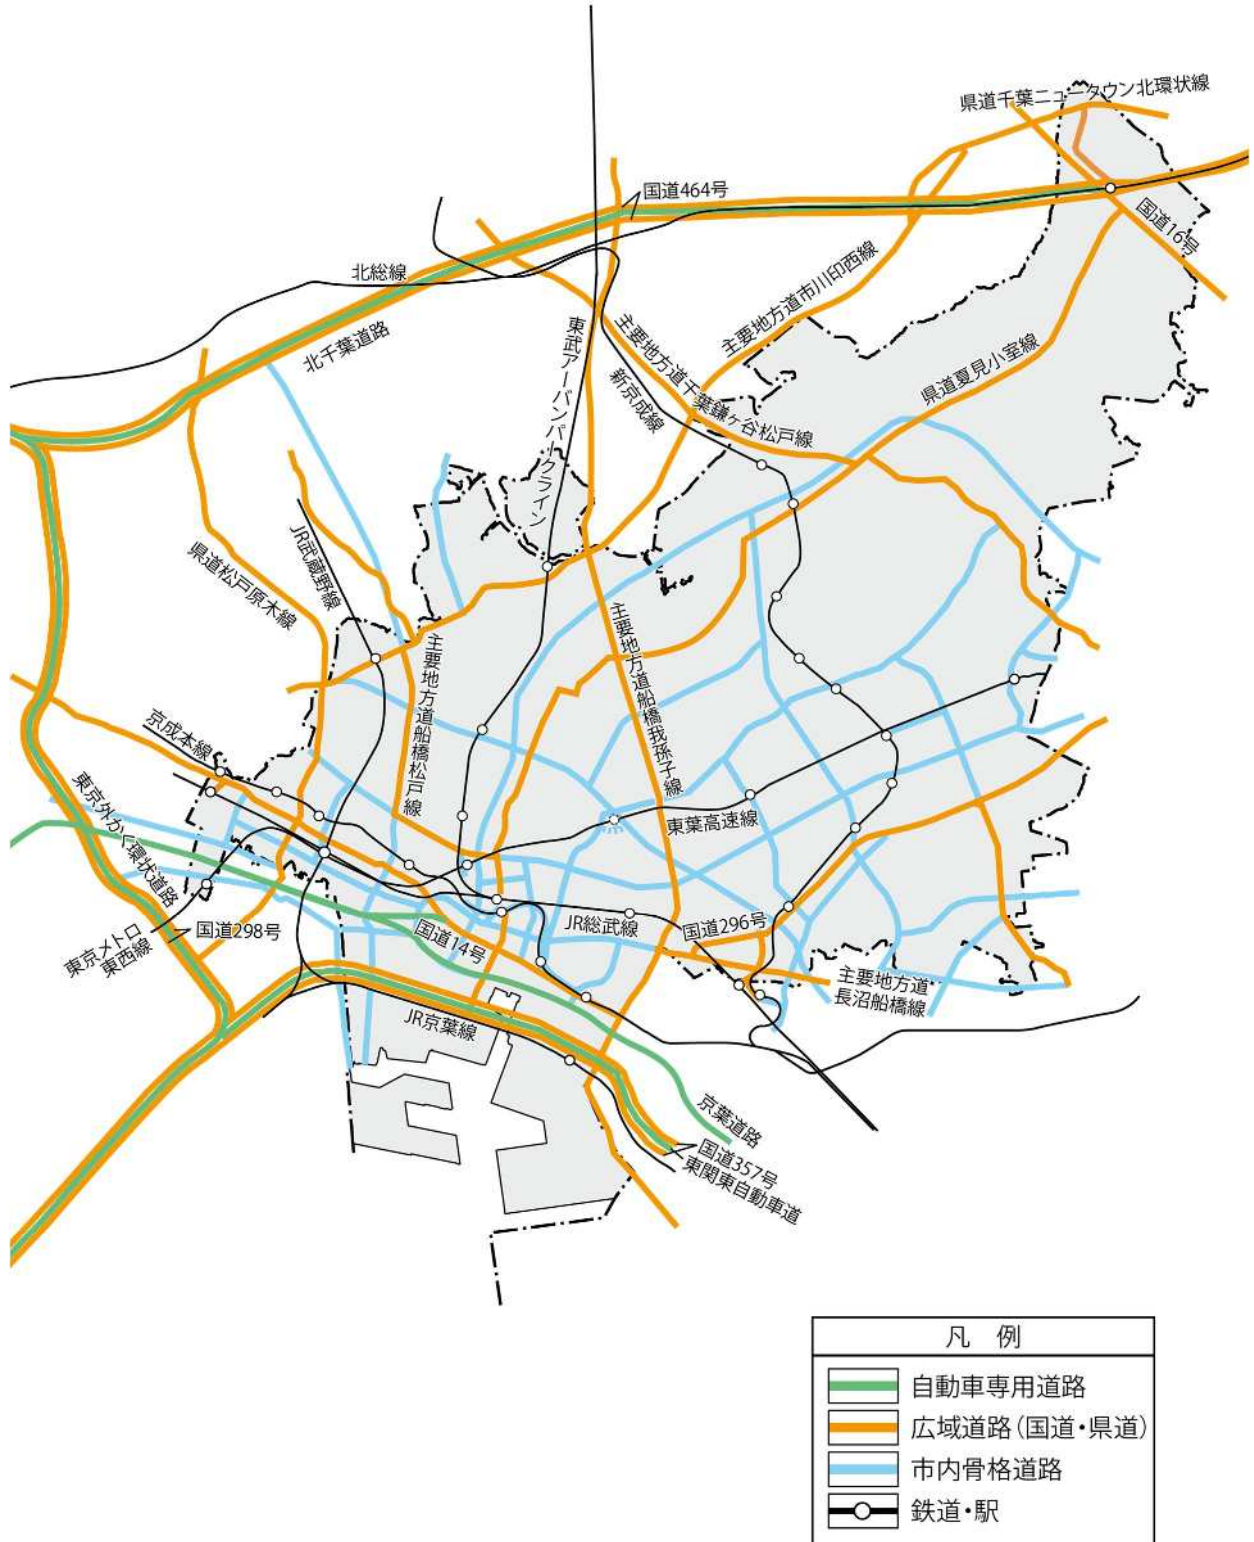 県道千葉ニュータウン北環状線
国道464号
国道16号
北総線
北千葉道路
東武アーバンパークライン
主要地方道千葉鎌ヶ谷松戸線
新京成線
主要地方道市川印西線
県道夏見小室線
JR武蔵野線
県道松戸原木線
主要地方道船橋松戸線
主要地方道船橋我孫子線
京成本線
東京外かく環状道路
東葉高速線
国道298号
東京メトロ
東西線
国道14号
JR総武線
国道296号
主要地方道
長沼船橋線
JR京葉線
京葉道路
国道357号
東関東自動車道
凡 例
自動車専用道路
広域道路(国道・県道)
市内骨格道路
鉄道・駅